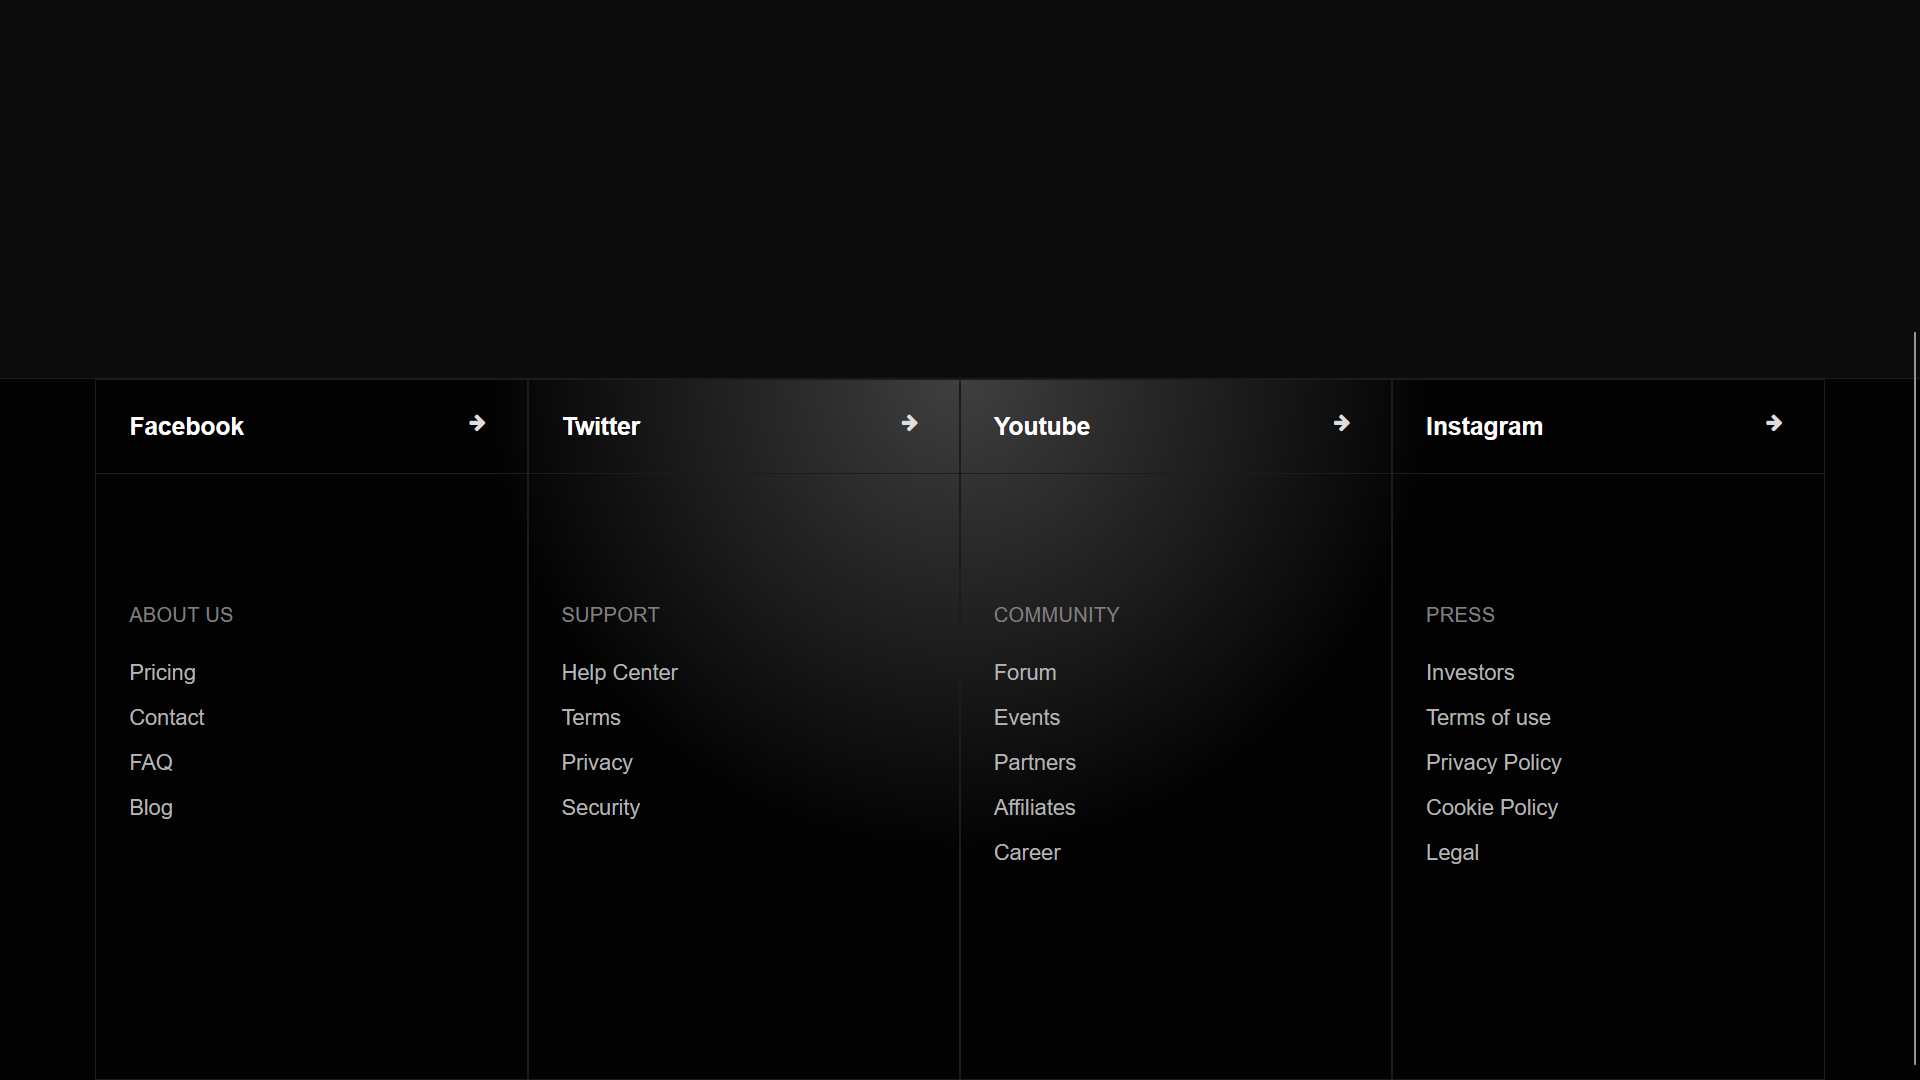 Facebook
Twitter
Youtube
Instagram
ABOUT US
Pricing
Contact
FAQ
Blog
SUPPORT
Help Center
Terms
Privacy
Security
COMMUNITY
Forum
Events
Partners
Affiliates
Career
PRESS
Investors
Terms of use
Privacy Policy
Cookie Policy
Legal